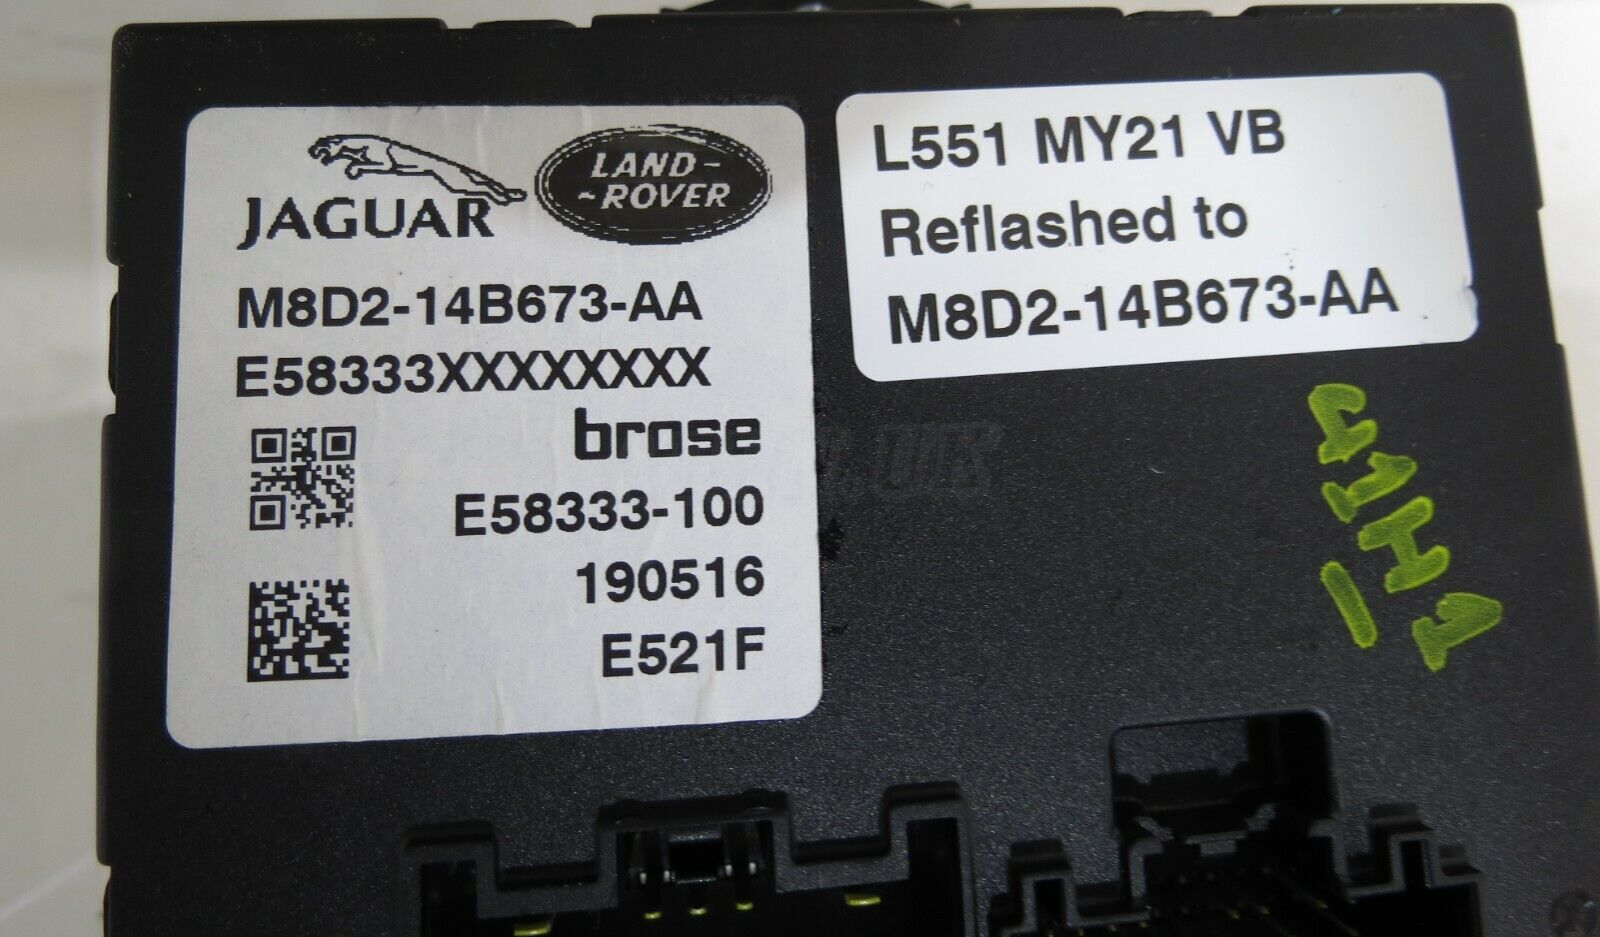 JAGUAR
LAND-
-ROVER
M8D2-14B673-AA
E58333XXXXXXXX
brose
E58333-100
190516
E521F
L551 MY21 VB
Reflashed to
M8D2-14B673-AA